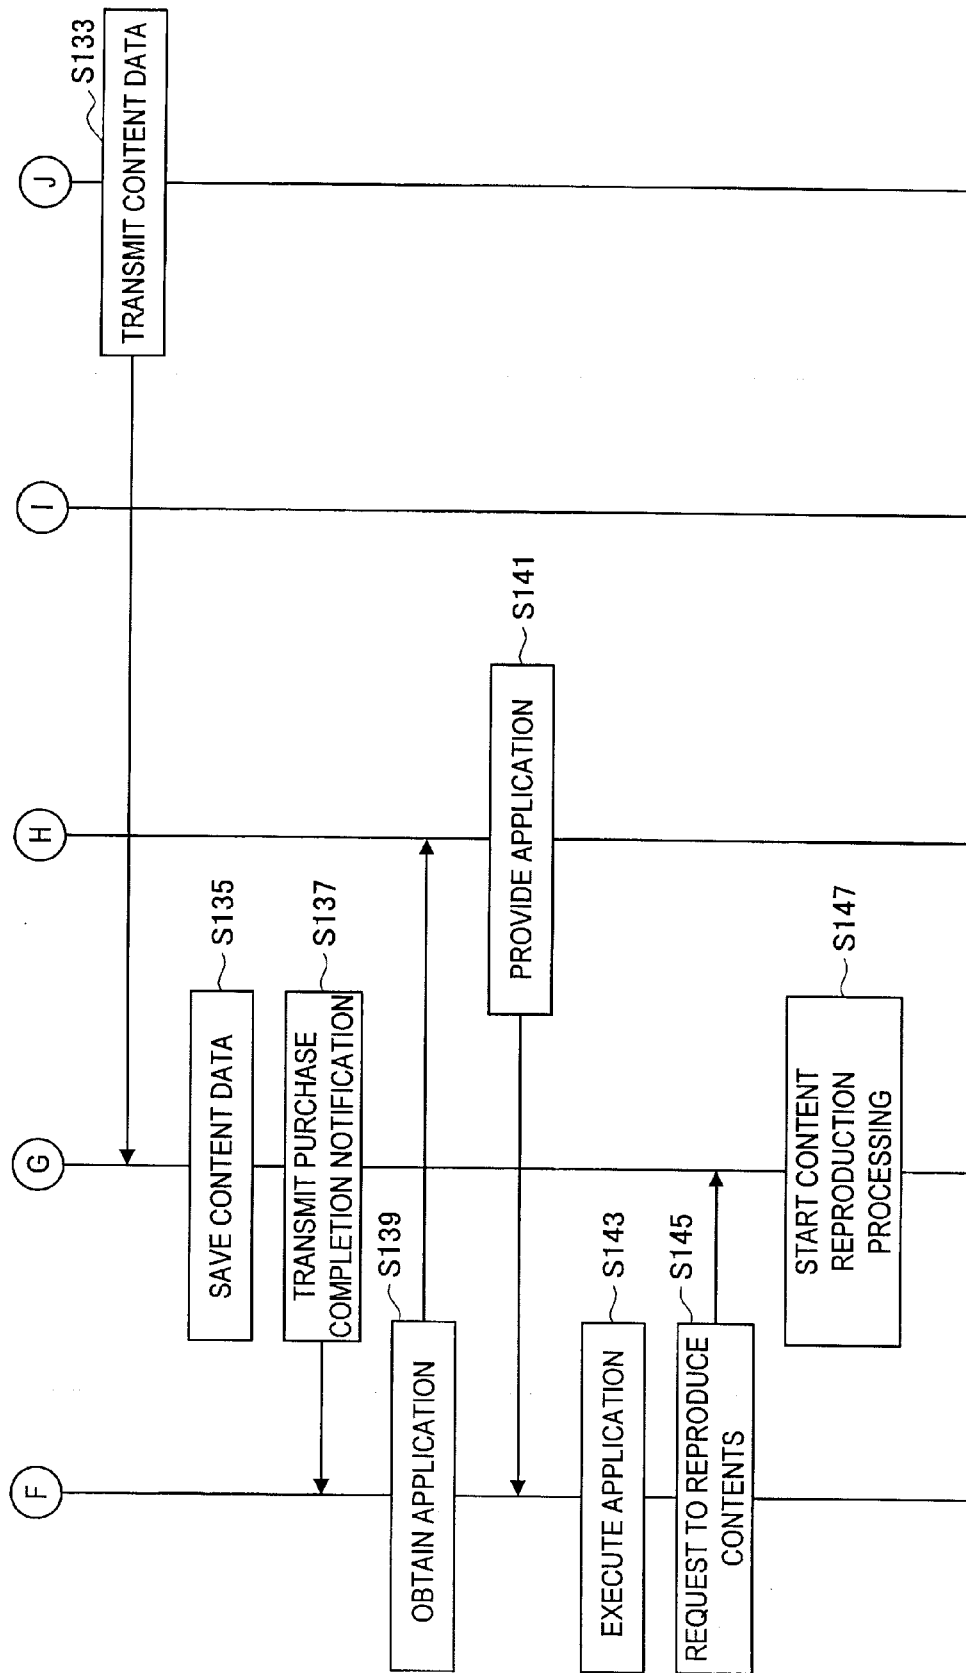 F
G
H
I
J
S133
TRANSMIT CONTENT DATA
S135
SAVE CONTENT DATA
S137
TRANSMIT PURCHASE
COMPLETION NOTIFICATION
S139
OBTAIN APPLICATION
S141
PROVIDE APPLICATION
S143
EXECUTE APPLICATION
S145
REQUEST TO REPRODUCE
CONTENTS
S147
START CONTENT
REPRODUCTION
PROCESSING